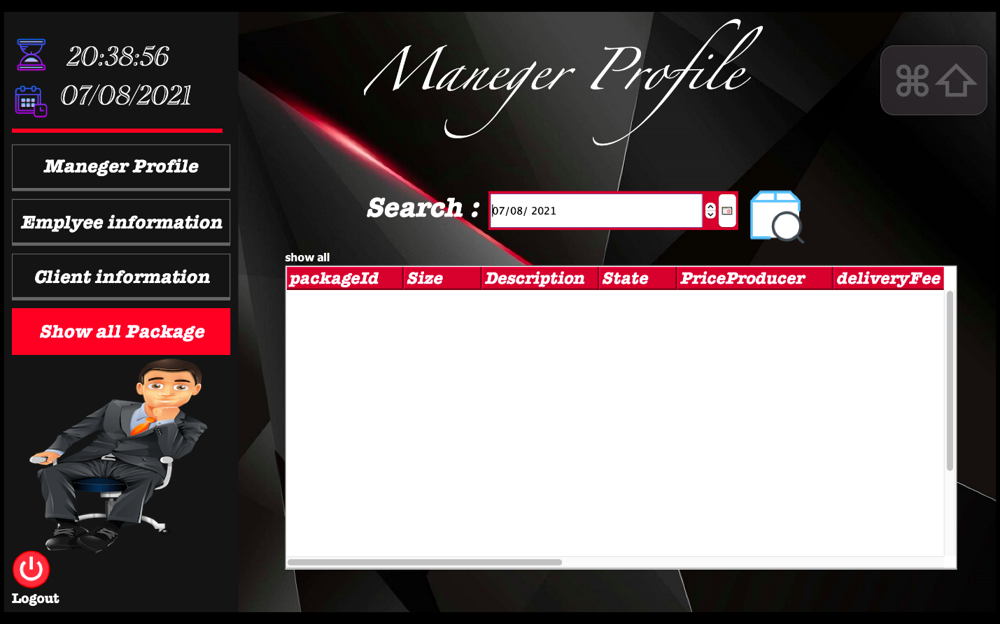 20:38:56
07/08/2021
Maneger Profile
Emplyee information
Client information
Show all Package
Logout
Maneger Profile
Search :
07/08/ 2021
show all
packageId Size Description State PriceProducer deliveryFee